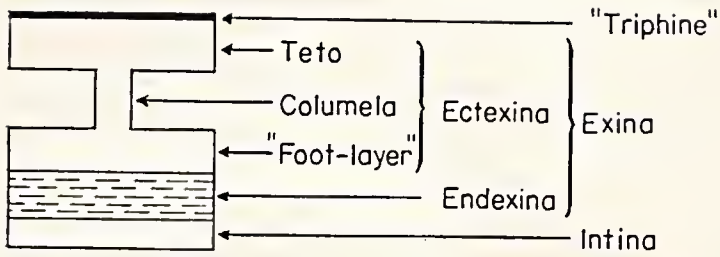 "Triphine"
Teto
Columela
Ectexina
Exina
"Foot-layer"
Endexina
Intina